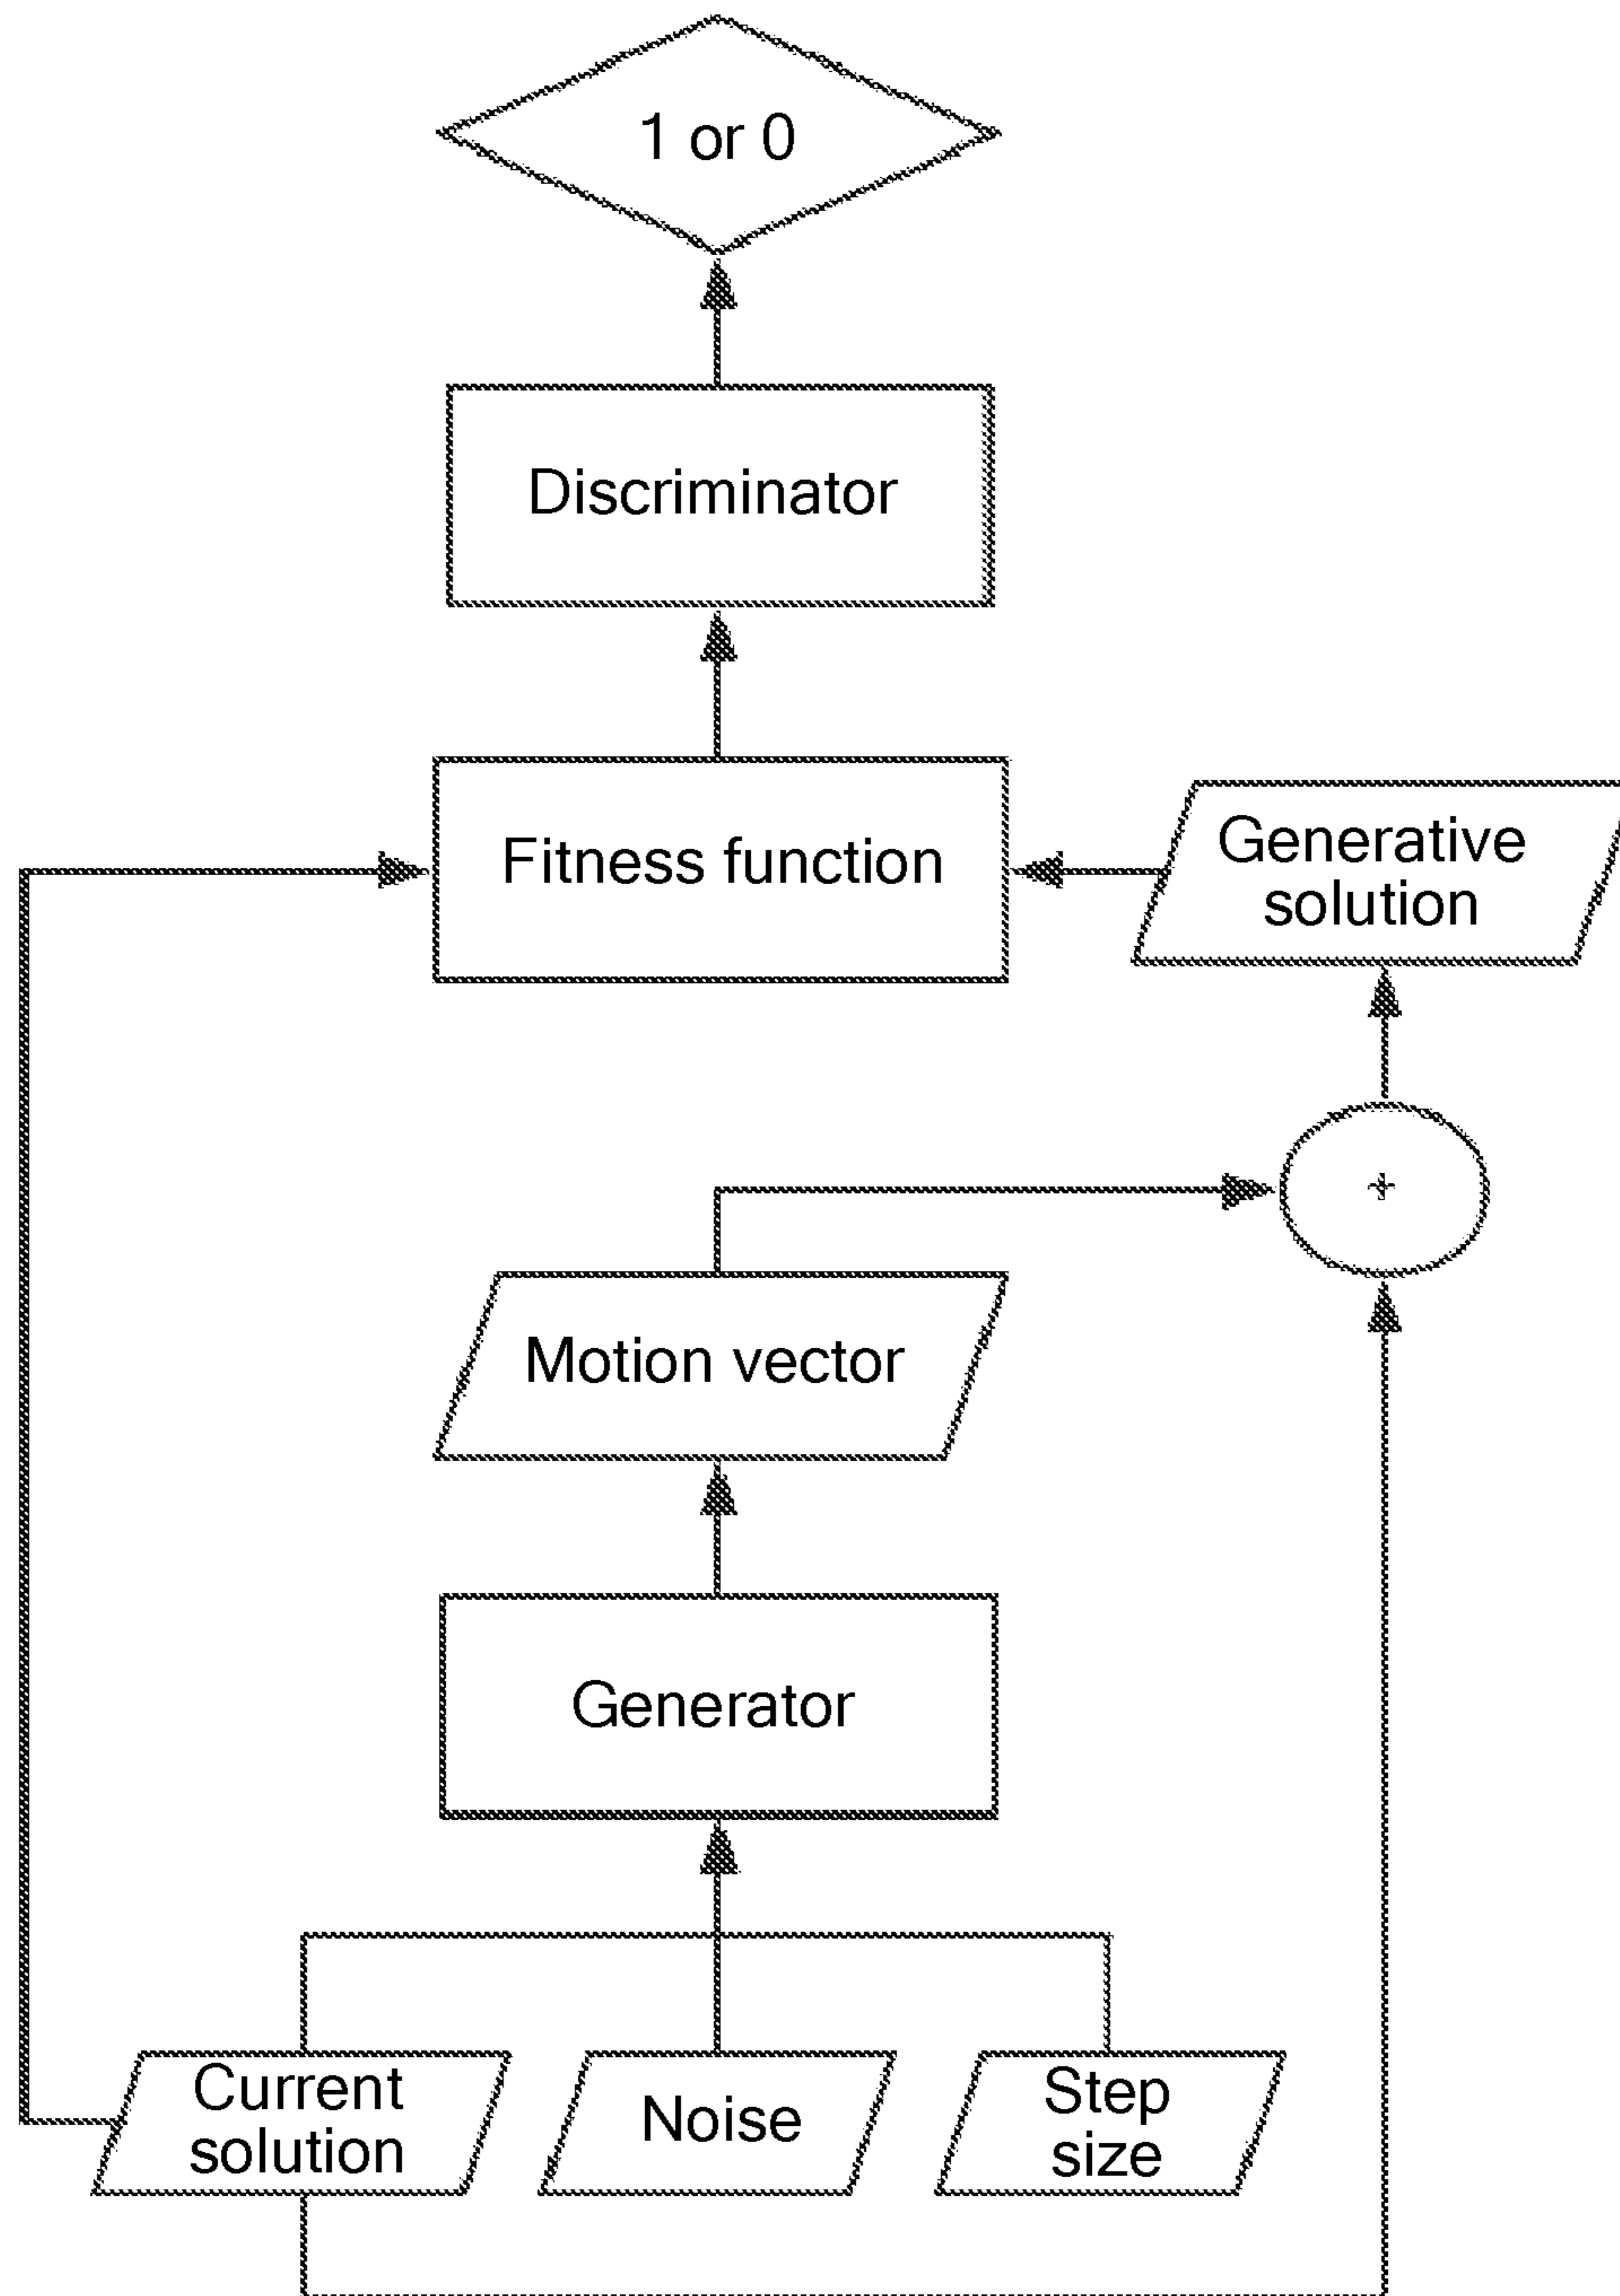 1 or 0
Discriminator
Fitness function
Generative
solution
+
Motion vector
Generator
Current
solution
Noise
Step
size